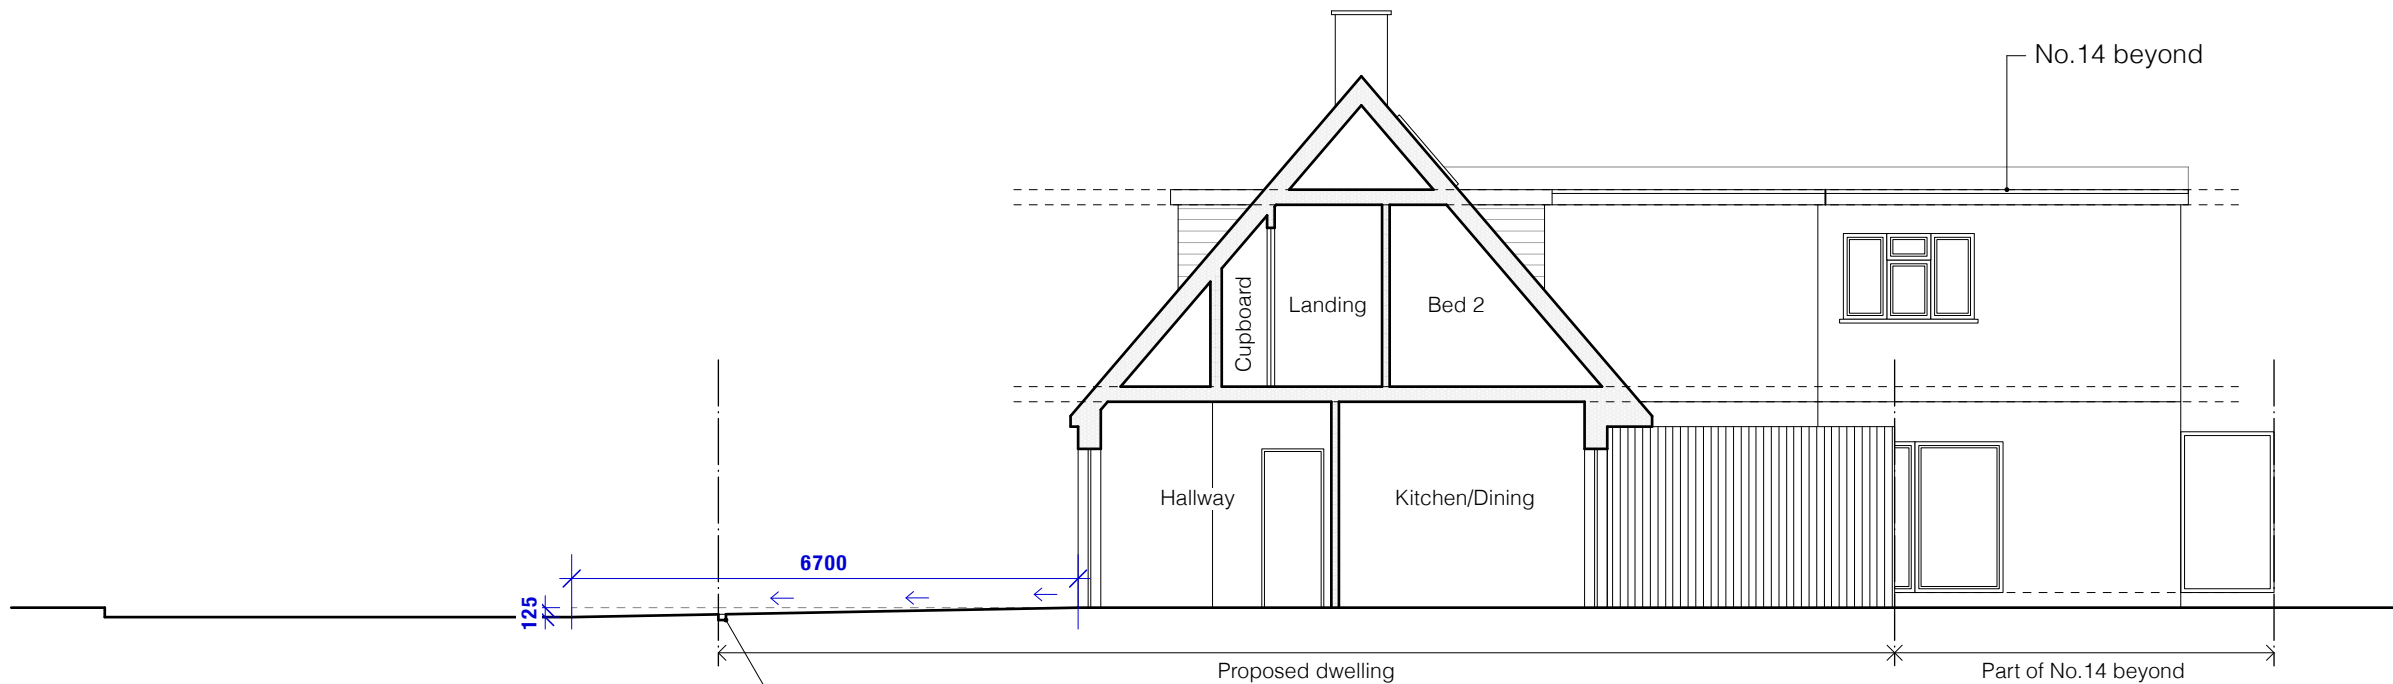 No.14 beyond
Cupboard
Landing
Bed 2
Hallway
Kitchen/Dining
6700
125
Proposed dwelling
Part of No.14 beyond